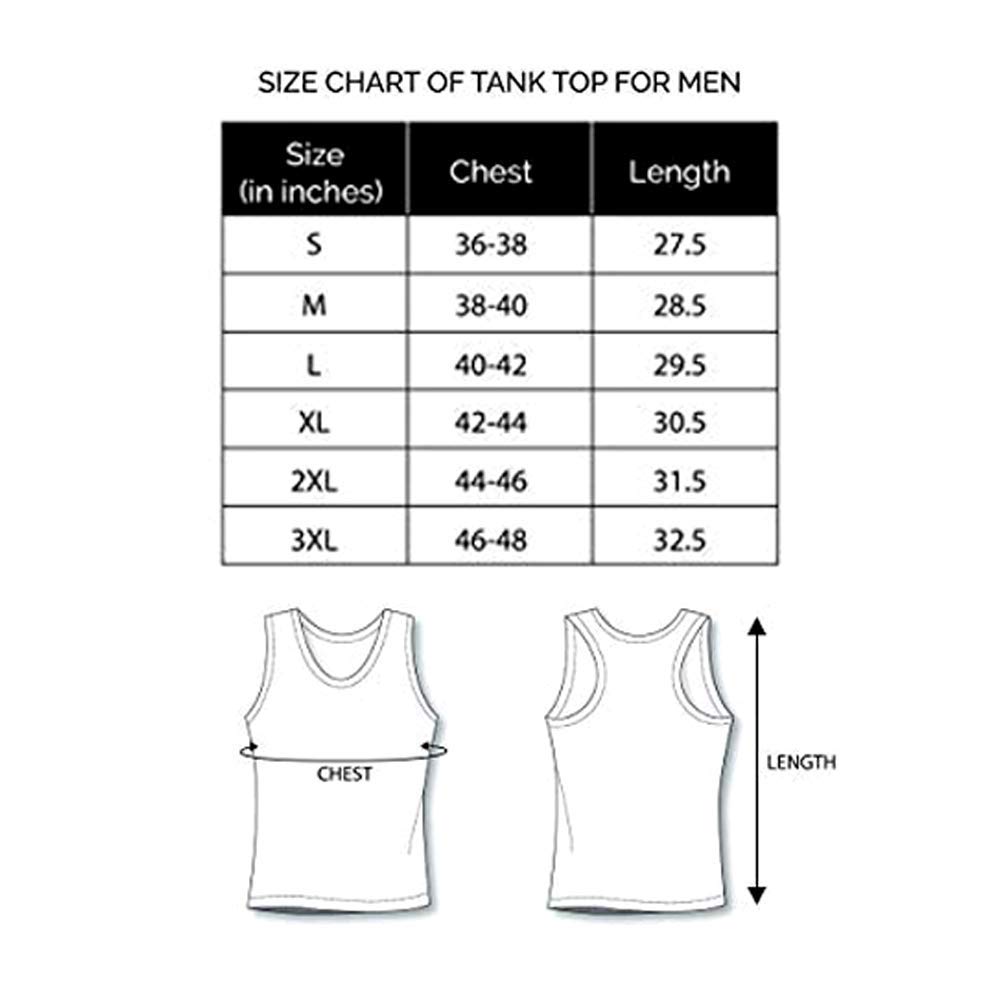 SIZE CHART OF TANK TOP FOR MEN
Size (in inches) Chest Length
S 36-38 27.5
M 38-40 28.5
L 40-42 29.5
XL 42-44 30.5
2XL 44-46 31.5
3XL 46-48 32.5
CHEST
LENGTH